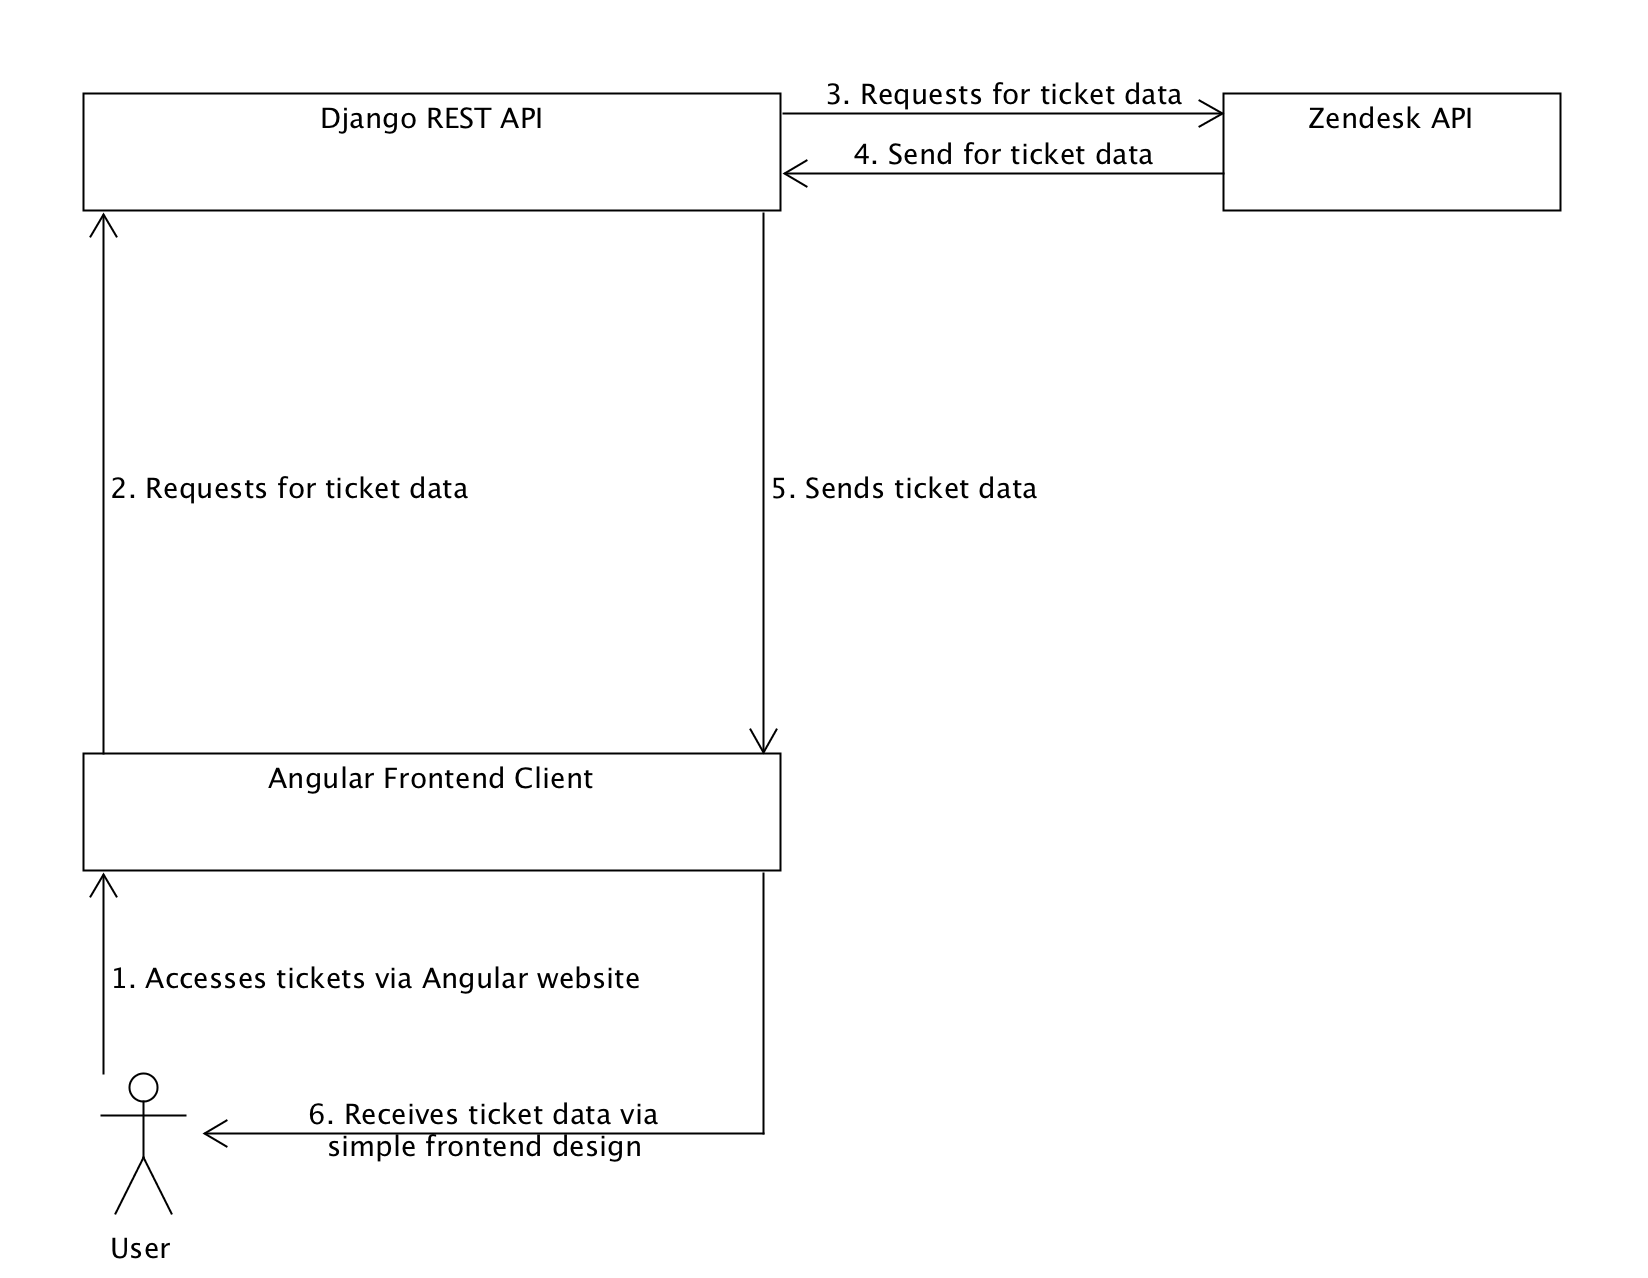 3. Requests for ticket data
Django REST API
Zendesk API
4. Send for ticket data
2. Requests for ticket data
5. Sends ticket data
Angular Frontend Client
1. Accesses tickets via Angular website
6. Receives ticket data via
simple frontend design
User